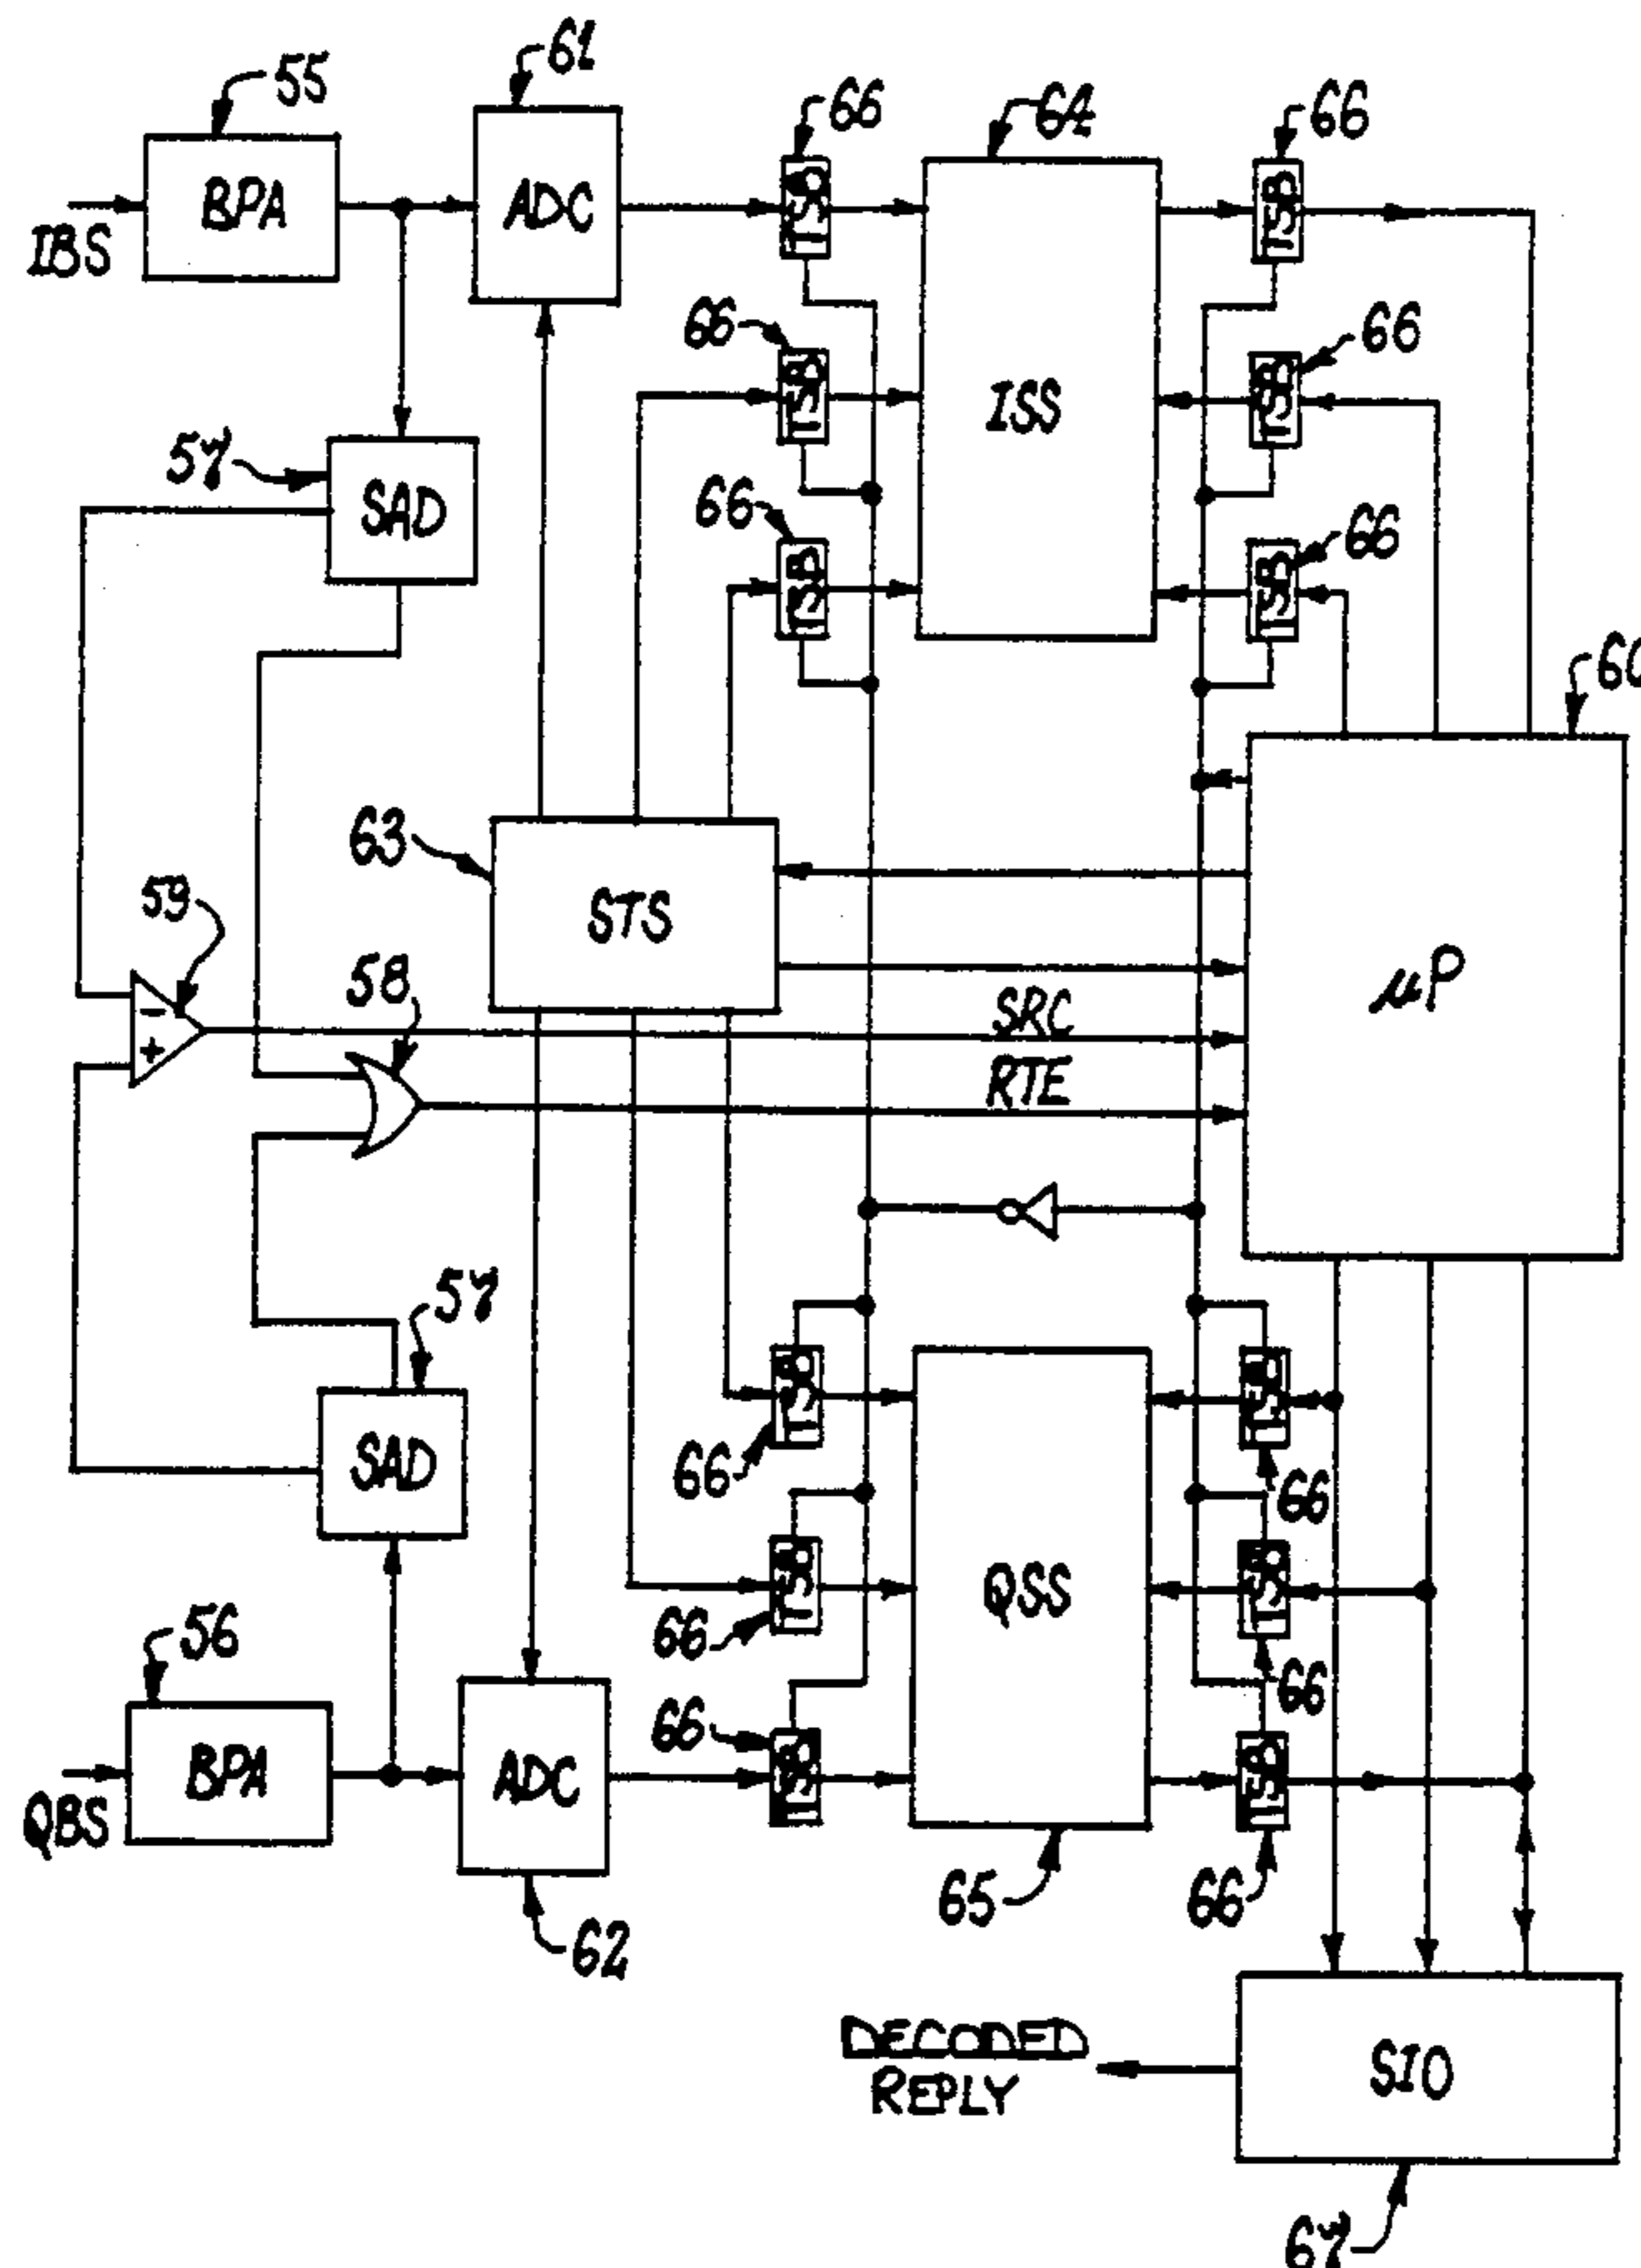 61
55
66
64
66
BPA
ADC
TSB
TSB
IBS
66
66
TSB
ISS
TSB
57
SAD
66
66
TSB
TSB
60
63
STS
59
58
µP
-
+
SRC
RTE
57
TSB
TSB
SAD
66
66
TSB
QSS
TSB
56
66
66
66
BPA
ADC
TSB
TSB
QBS
65
66
62
DECODED
REPLY
SIO
67